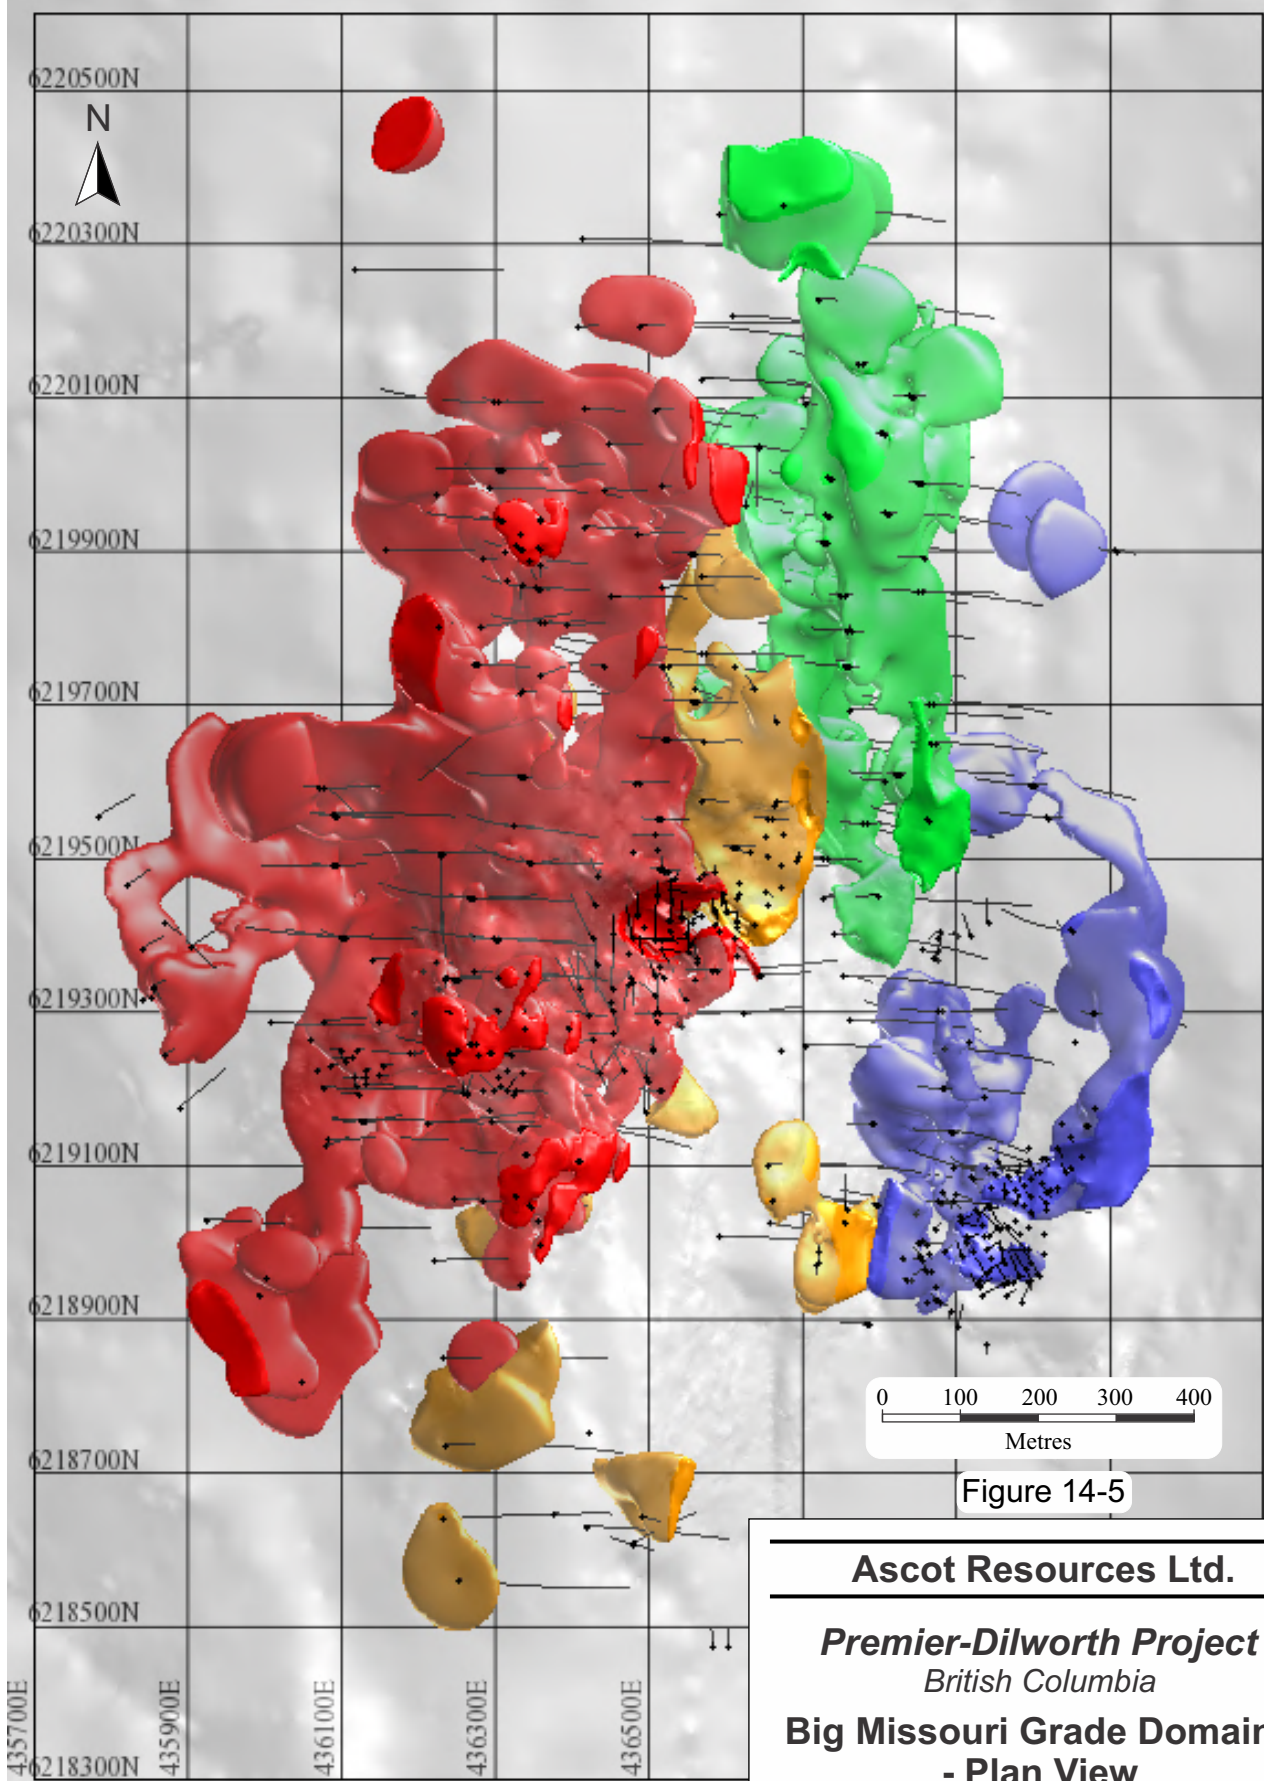 6220500N
N
6220300N
6220100N
6219900N
6219700N
6219500N
6219300N
6219100N
6218900N
6218700N
6218500N
6218300N
435700E
435900E
436100E
436300E
436500E
0 100 200 300 400
Metres
Figure 14-5
Ascot Resources Ltd.
Premier-Dilworth Project
British Columbia
Big Missouri Grade Domain
- Plan View